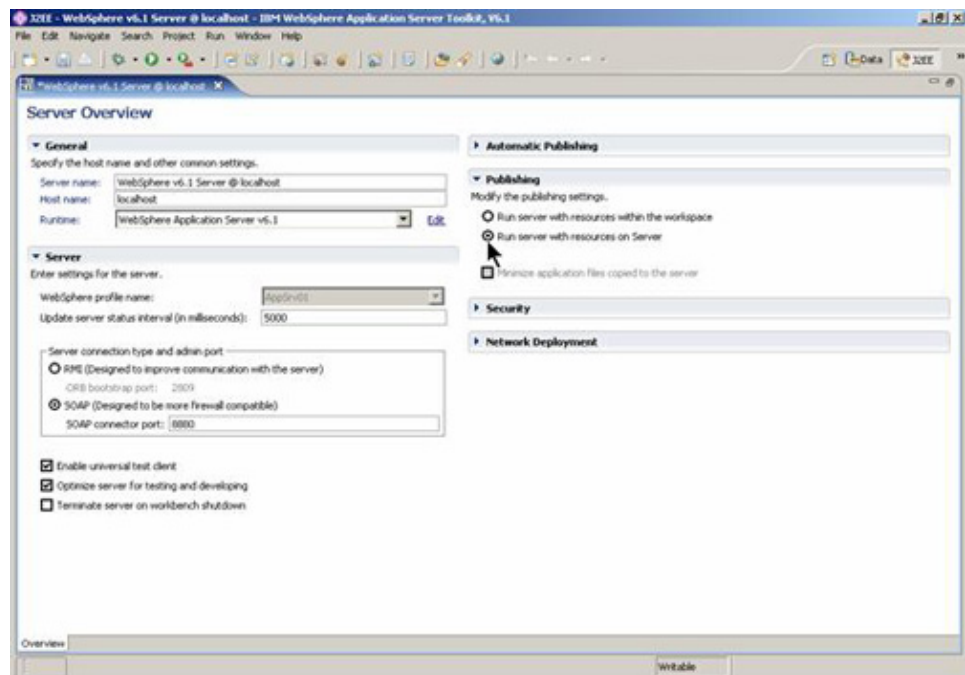 J2EE - WebSphere v6.1 Server @ localhost - IBM WebSphere Application Server Toolkit, V6.1
File Edit Navigate Search Project Run Window Help
Data J2EE
*WebSphere v6.1 Server @ localhost
Server Overview
General
Specify the host name and other common settings.
Server name: WebSphere v6.1 Server @ localhost
Host name: localhost
Runtime: WebSphere Application Server v6.1 Edit
Server
Enter settings for the server.
WebSphere profile name: AppSrv01
Update server status interval (in milliseconds): 5000
Server connection type and admin port
RMI (Designed to improve communication with the server)
ORB bootstrap port: 2809
SOAP (Designed to be more firewall compatible)
SOAP connector port: 8880
Enable universal test client
Optimize server for testing and developing
Terminate server on workbench shutdown
Automatic Publishing
Publishing
Modify the publishing settings.
Run server with resources within the workspace
Run server with resources on Server
Minimize application files copied to the server
Security
Network Deployment
Overview
Writable